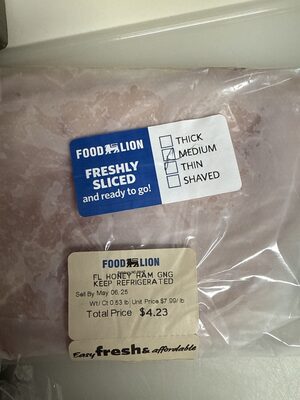 FOOD LION
FRESHLY
SLICED
and ready to go!
THICK
MEDIUM
THIN
SHAVED
FOOD LION
FL HONEY HAM GNG
KEEP REFRIGERATED
Sell By May 06, 25
Wt/ Ct 0.53 lb Unit Price $7.99/ lb
Total Price $4.23
Easy fresh & affordable